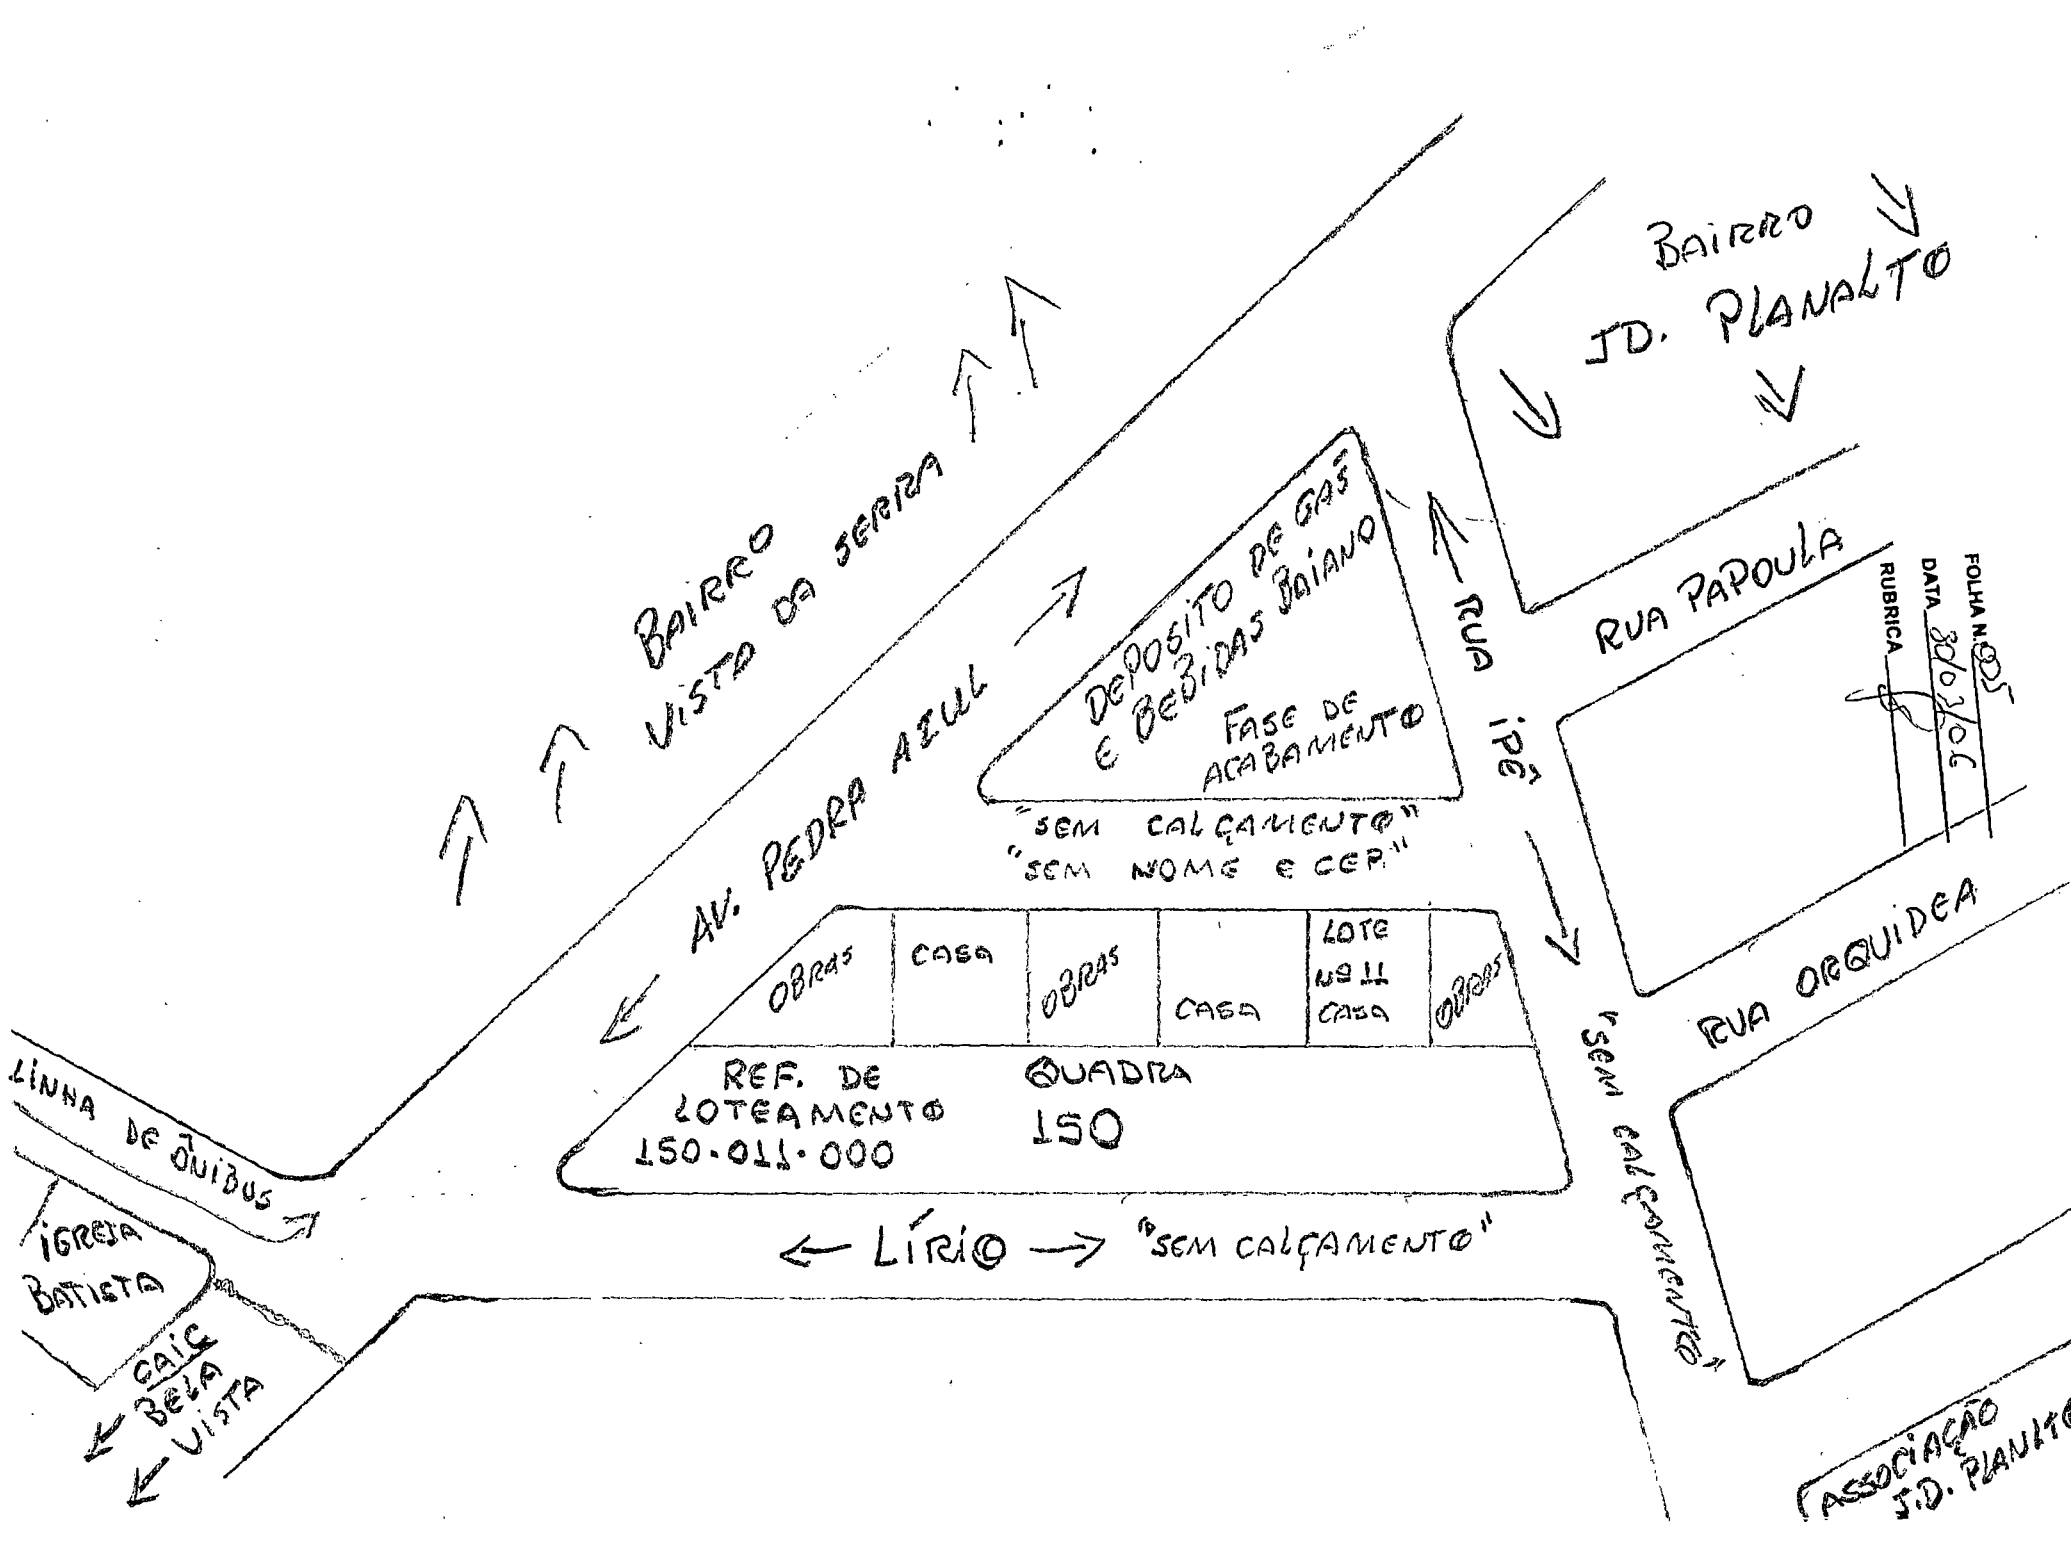 BAIRRO
JD. PLANALTO
BAIRRO
VISTA DA SERRA
AV. PEDRA AZUL
DEPOSITO DE GAS
E BEBIDAS BAIANO
FASE DE
ACABAMENTO
RUA IPÊ
RUA PAPOULA
FOLHA N. 005
DATA 30/03/06
RUBRICA
"SEM CALÇAMENTO"
"SEM NOME E CEP."
RUA ORQUIDEA
OBRAS
CASA
OBRAS
CASA
LOTE
Nº 11
CASA
OBRAS
REF. DE
LOTEAMENTO
150.011.000
QUADRA
150
"SEM CALÇAMENTO"
LINHA DE ÔNIBUS
IGREJA
BATISTA
CAIC
BELA
VISTA
LÍRIO
"SEM CALÇAMENTO"
ASSOCIAÇÃO
J.D. PLANLTO